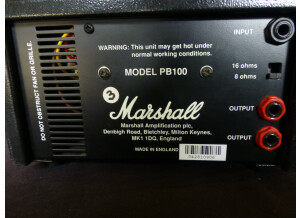 WARNING: This unit may get hot under
normal working conditions.
INPUT
DO NOT OBSTRUCT FAN OR GRILLE.
MODEL PB100
16 ohms
8 ohms
3
Marshall
OUTPUT
Marshall Amplification plc.
Denbigh Road, Bletchley, Milton Keynes,
MK1 1DQ, England
OUTPUT
MADE IN ENGLAND